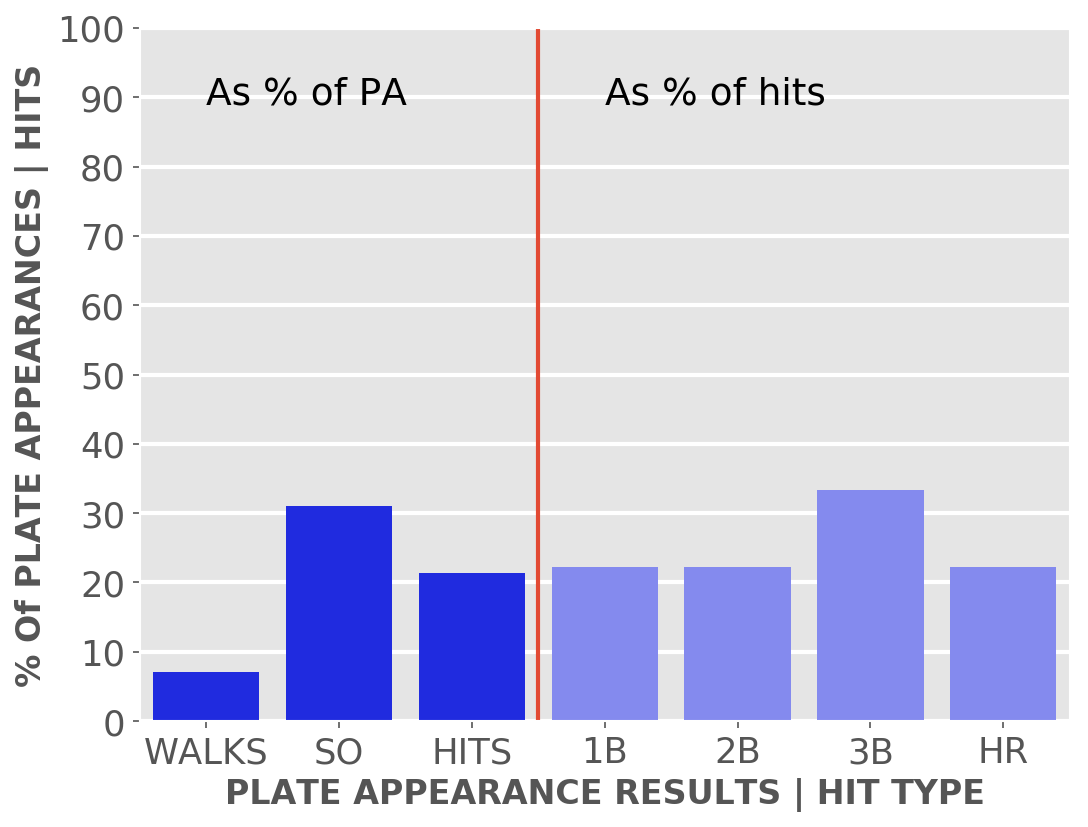 % Of PLATE APPEARANCES | HITS
100
90
80
70
60
50
40
30
20
10
0
As % of PA
As % of hits
WALKS SO HITS 1B 2B 3B HR
PLATE APPEARANCE RESULTS | HIT TYPE